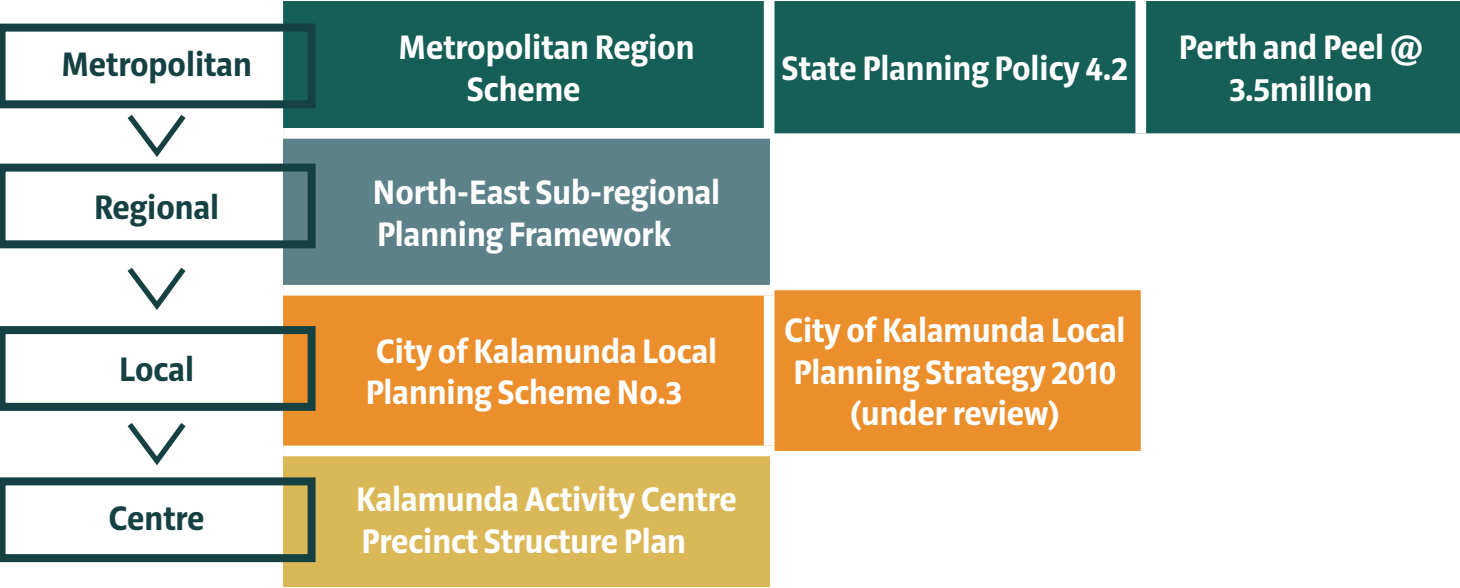 Metropolitan
Metropolitan Region
Scheme
State Planning Policy 4.2
Perth and Peel @
3.5million
Regional
North-East Sub-regional
Planning Framework
Local
City of Kalamunda Local
Planning Scheme No.3
City of Kalamunda Local
Planning Strategy 2010
(under review)
Centre
Kalamunda Activity Centre
Precinct Structure Plan